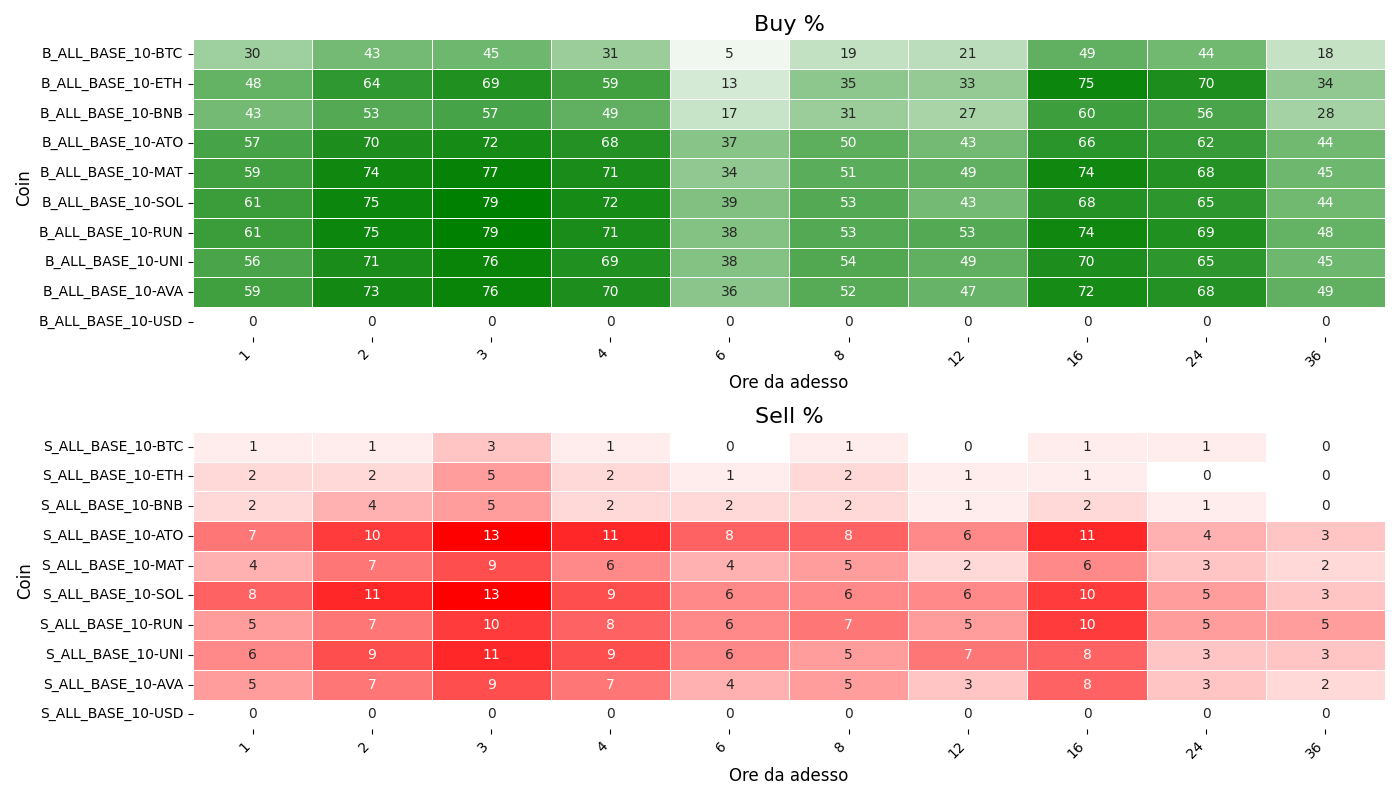 Buy %
Coin
B_ALL_BASE_10-BTC 30 43 45 31 5 19 21 49 44 18
B_ALL_BASE_10-ETH 48 64 69 59 13 35 33 75 70 34
B_ALL_BASE_10-BNB 43 53 57 49 17 31 27 60 56 28
B_ALL_BASE_10-ATO 57 70 72 68 37 50 43 66 62 44
B_ALL_BASE_10-MAT 59 74 77 71 34 51 49 74 68 45
B_ALL_BASE_10-SOL 61 75 79 72 39 53 43 68 65 44
B_ALL_BASE_10-RUN 61 75 79 71 38 53 53 74 69 48
B_ALL_BASE_10-UNI 56 71 76 69 38 54 49 70 65 45
B_ALL_BASE_10-AVA 59 73 76 70 36 52 47 72 68 49
B_ALL_BASE_10-USD 0 0 0 0 0 0 0 0 0 0
1 2 3 4 6 8 12 16 24 36
Ore da adesso
Sell %
Coin
S_ALL_BASE_10-BTC 1 1 3 1 0 1 0 1 1 0
S_ALL_BASE_10-ETH 2 2 5 2 1 2 1 1 0 0
S_ALL_BASE_10-BNB 2 4 5 2 2 2 1 2 1 0
S_ALL_BASE_10-ATO 7 10 13 11 8 8 6 11 4 3
S_ALL_BASE_10-MAT 4 7 9 6 4 5 2 6 3 2
S_ALL_BASE_10-SOL 8 11 13 9 6 6 6 10 5 3
S_ALL_BASE_10-RUN 5 7 10 8 6 7 5 10 5 5
S_ALL_BASE_10-UNI 6 9 11 9 6 5 7 8 3 3
S_ALL_BASE_10-AVA 5 7 9 7 4 5 3 8 3 2
S_ALL_BASE_10-USD 0 0 0 0 0 0 0 0 0 0
1 2 3 4 6 8 12 16 24 36
Ore da adesso